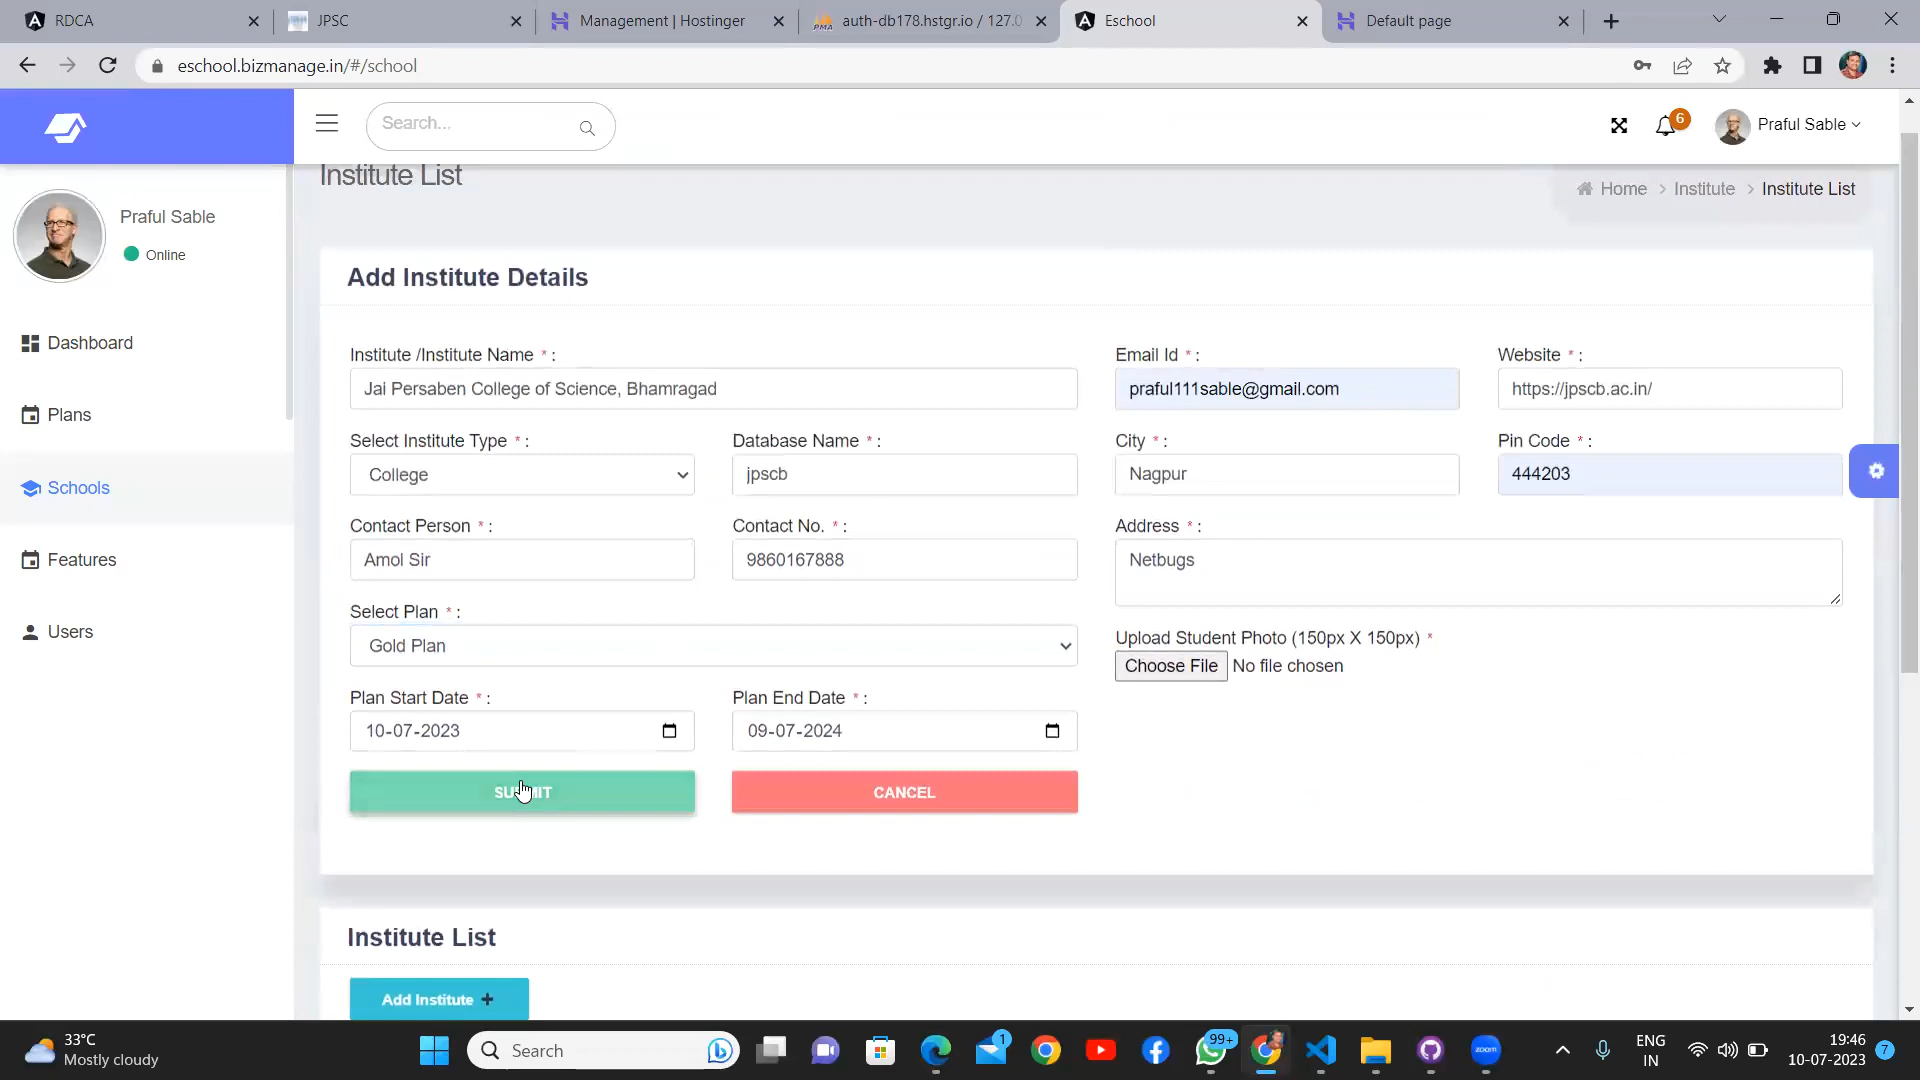 RDCA
JPSC
Management | Hostinger
auth-db178.hstgr.io / 127.0
Eschool
Default page
eschool.bizmanage.in/#/school
Search...
6
Praful Sable
Institute List
Home > Institute > Institute List
Praful Sable
Online
Dashboard
Plans
Schools
Features
Users
Add Institute Details
Institute /Institute Name * :
Jai Persaben College of Science, Bhamragad
Email Id * :
praful111sable@gmail.com
Website * :
https://jpscb.ac.in/
Select Institute Type * :
College
Database Name * :
jpscb
City * :
Nagpur
Pin Code * :
444203
Contact Person * :
Amol Sir
Contact No. * :
9860167888
Address * :
Netbugs
Select Plan * :
Gold Plan
Upload Student Photo (150px X 150px) *
Choose File No file chosen
Plan Start Date * :
10-07-2023
Plan End Date * :
09-07-2024
SUBMIT
CANCEL
Institute List
Add Institute +
33°C
Mostly cloudy
Search
1
99+
zoom
ENG
IN
19:46
10-07-2023
7